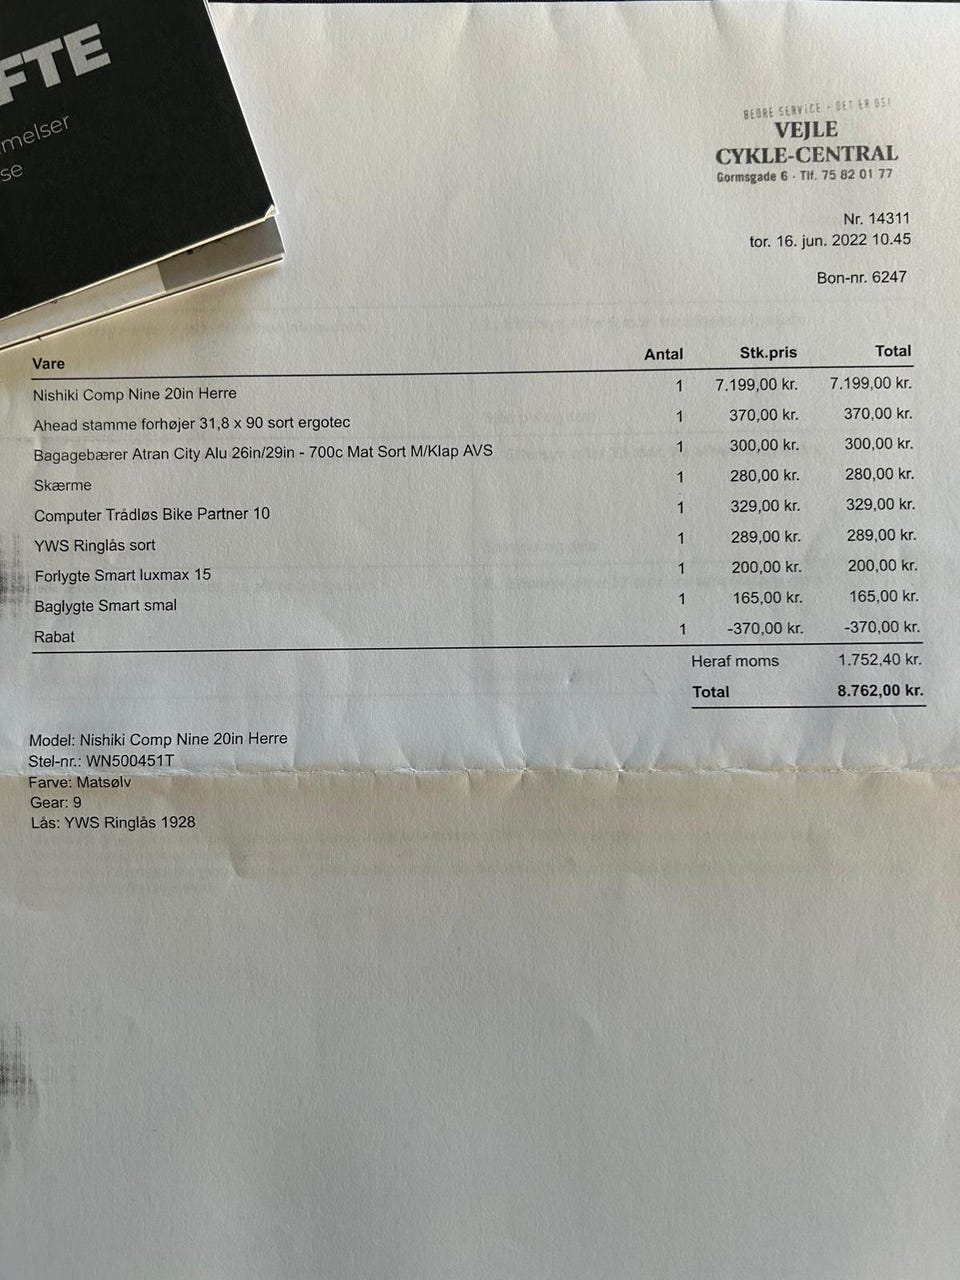 FTE
melser
se
BEDRE SERVICE - DET ER OS!
VEJLE
CYKLE-CENTRAL
Gormsgade 6 · Tlf. 75 82 01 77
Nr. 14311
tor. 16. jun. 2022 10.45
Bon-nr. 6247
Vare Antal Stk.pris Total
Nishiki Comp Nine 20in Herre 1 7.199,00 kr. 7.199,00 kr.
Ahead stamme forhøjer 31,8 x 90 sort ergotec 1 370,00 kr. 370,00 kr.
Bagagebærer Atran City Alu 26in/29in - 700c Mat Sort M/Klap AVS 1 300,00 kr. 300,00 kr.
Skærme 1 280,00 kr. 280,00 kr.
Computer Trådløs Bike Partner 10 1 329,00 kr. 329,00 kr.
YWS Ringlås sort 1 289,00 kr. 289,00 kr.
Forlygte Smart luxmax 15 1 200,00 kr. 200,00 kr.
Baglygte Smart smal 1 165,00 kr. 165,00 kr.
Rabat 1 -370,00 kr. -370,00 kr.
Heraf moms 1.752,40 kr.
Total 8.762,00 kr.
Model: Nishiki Comp Nine 20in Herre
Stel-nr.: WN500451T
Farve: Matsølv
Gear: 9
Lås: YWS Ringlås 1928